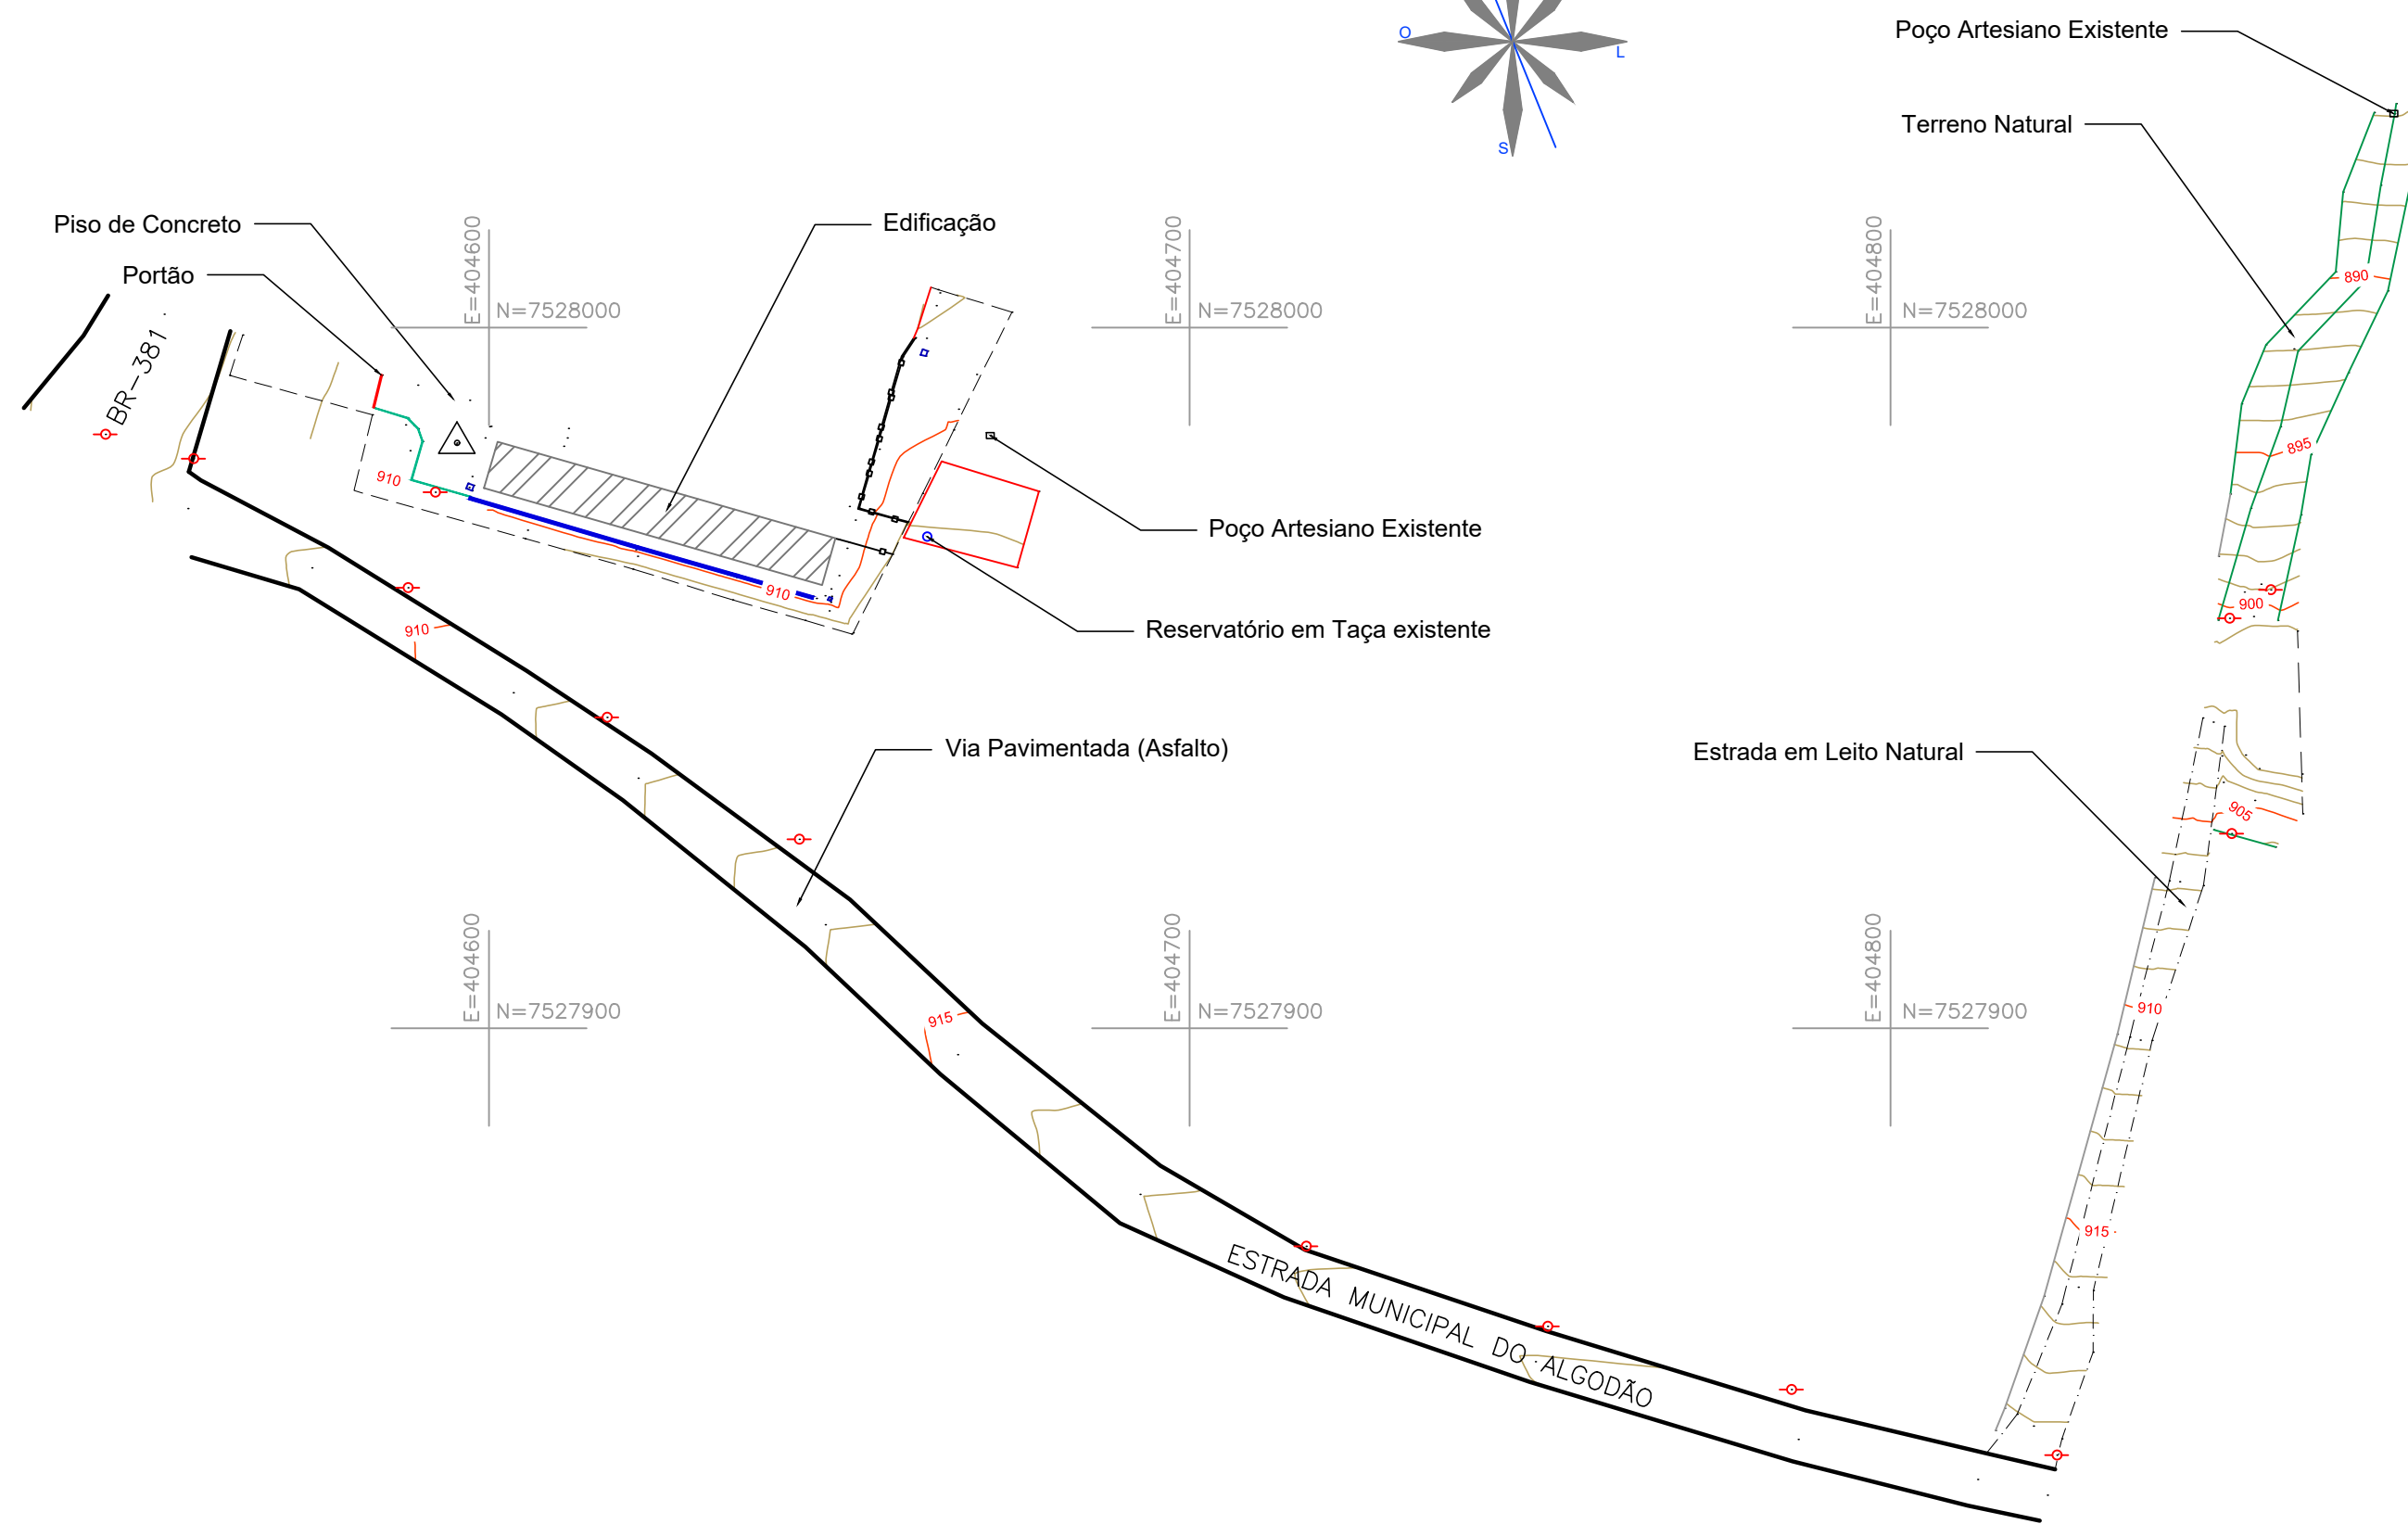 Poço Artesiano Existente
O
L
S
Terreno Natural
Piso de Concreto
Edificação
Portão
E=404600
N=7528000
E=404700
N=7528000
E=404800
N=7528000
890
BR-381
895
910
Poço Artesiano Existente
910
900
910
Reservatório em Taça existente
Via Pavimentada (Asfalto)
Estrada em Leito Natural
905
E=404600
N=7527900
E=404700
N=7527900
E=404800
N=7527900
910
915
915
ESTRADA MUNICIPAL DO ALGODÃO